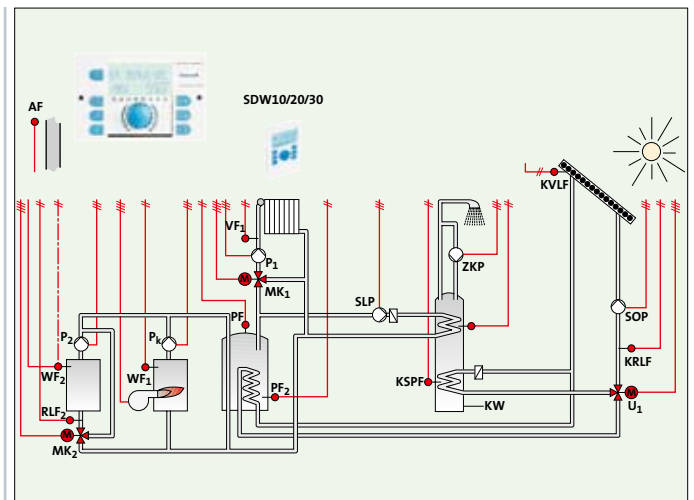 AF
SDW10/20/30
KVLF
VF1
P1
ZKP
MK1
SLP
SOP
PF
P2
Pk
KRLF
WF2
WF1
PF2
KSPF
RLF2
KW
U1
M
M
M
MK2